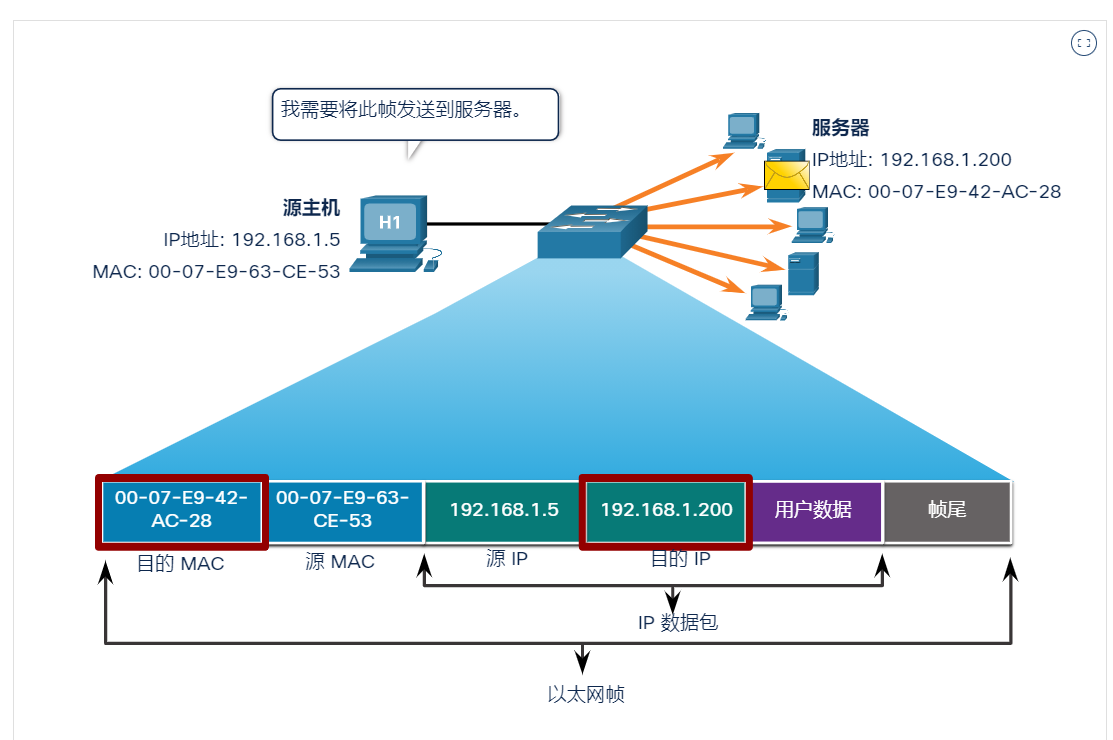 我需要将此帧发送到服务器。
服务器
IP地址: 192.168.1.200
MAC: 00-07-E9-42-AC-28
源主机
IP地址: 192.168.1.5
MAC: 00-07-E9-63-CE-53
H1
00-07-E9-42-
AC-28
00-07-E9-63-
CE-53
192.168.1.5
192.168.1.200
用户数据
帧尾
目的 MAC
源 MAC
源 IP
目的 IP
IP 数据包
以太网帧